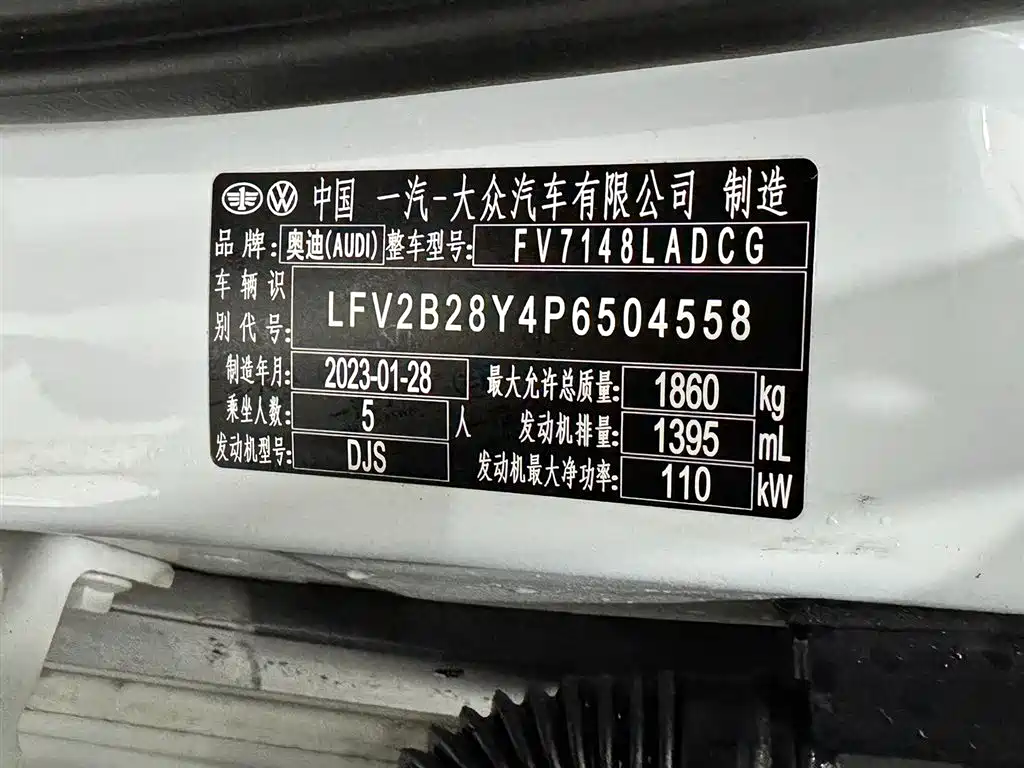 中国 一汽-大众汽车有限公司 制造
品牌: 奥迪(AUDI) 整车型号: FV7148LADCG
车辆识别代号: LFV2B28Y4P6504558
制造年月: 2023-01-28 最大允许总质量: 1860 kg
乘坐人数: 5 人 发动机排量: 1395 mL
发动机型号: DJS 发动机最大净功率: 110 kW